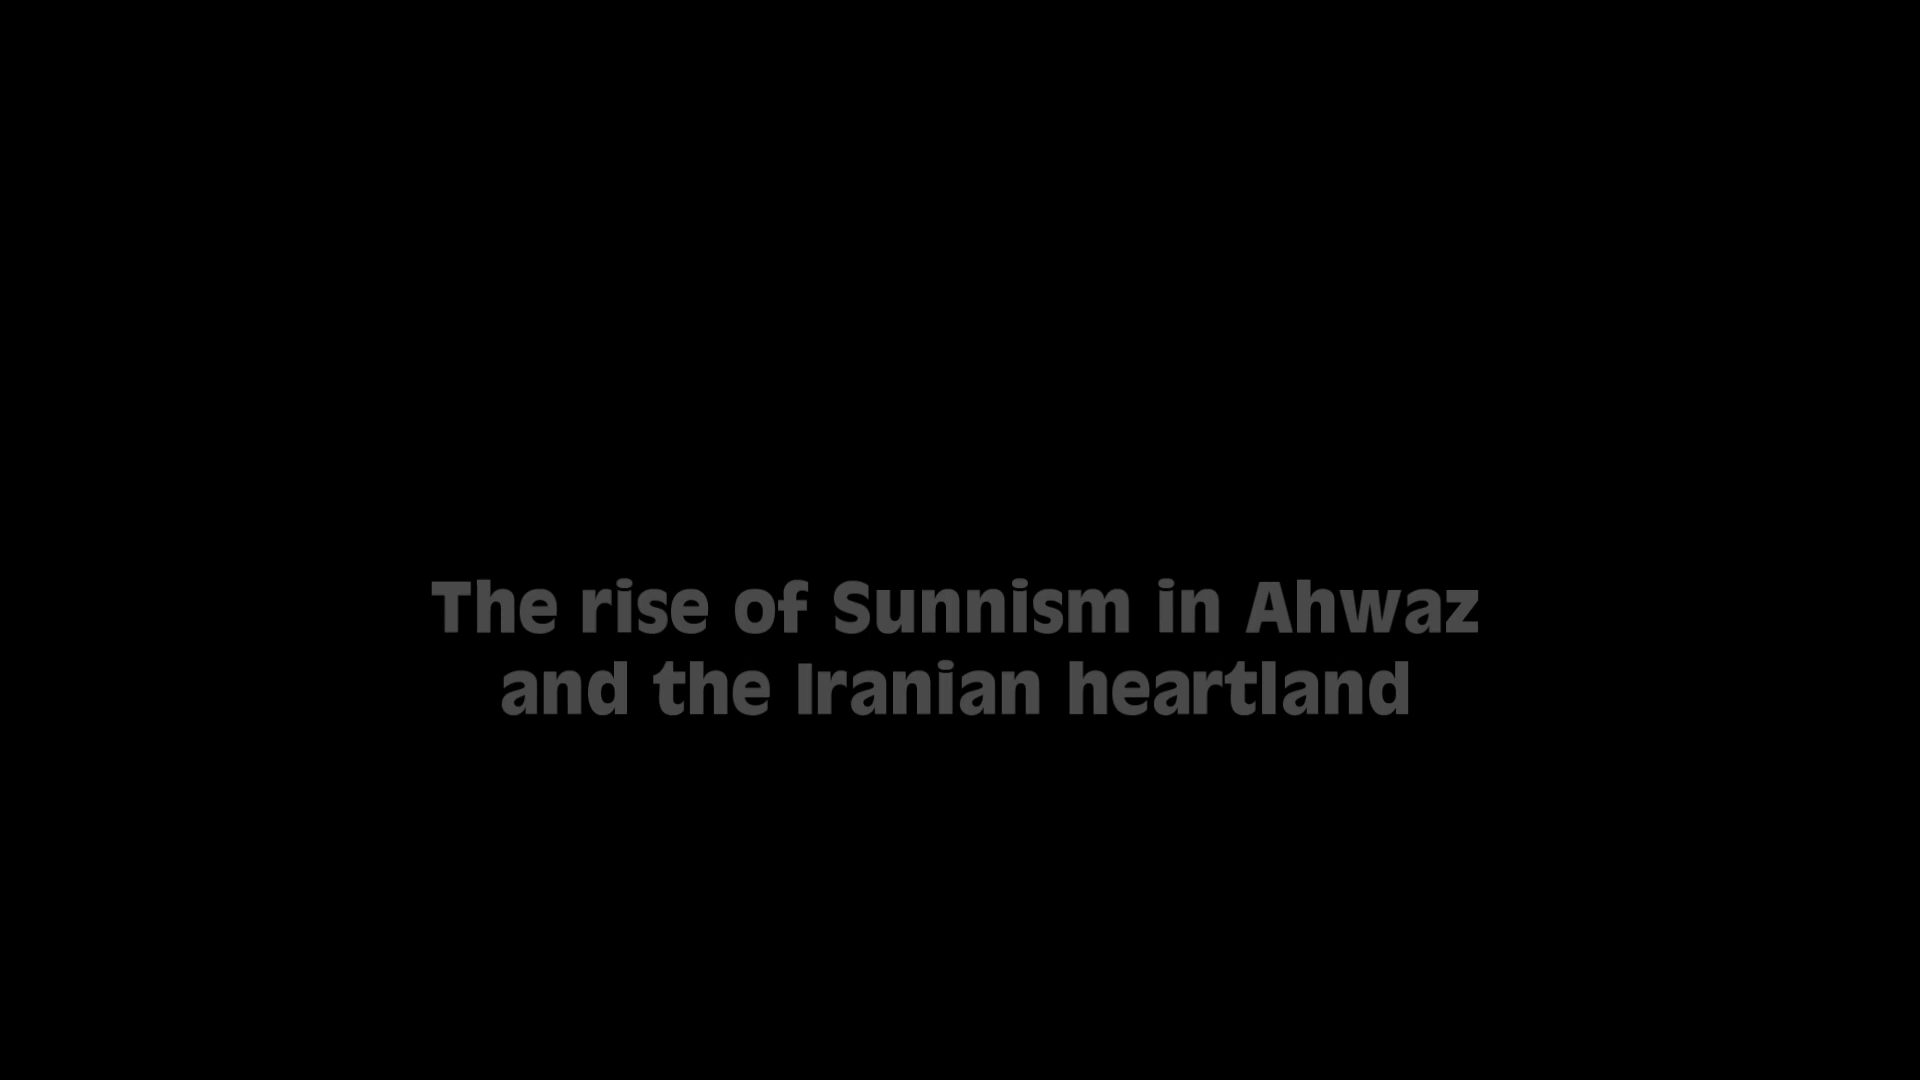 The rise of Sunnism in Ahwaz
and the Iranian heartland